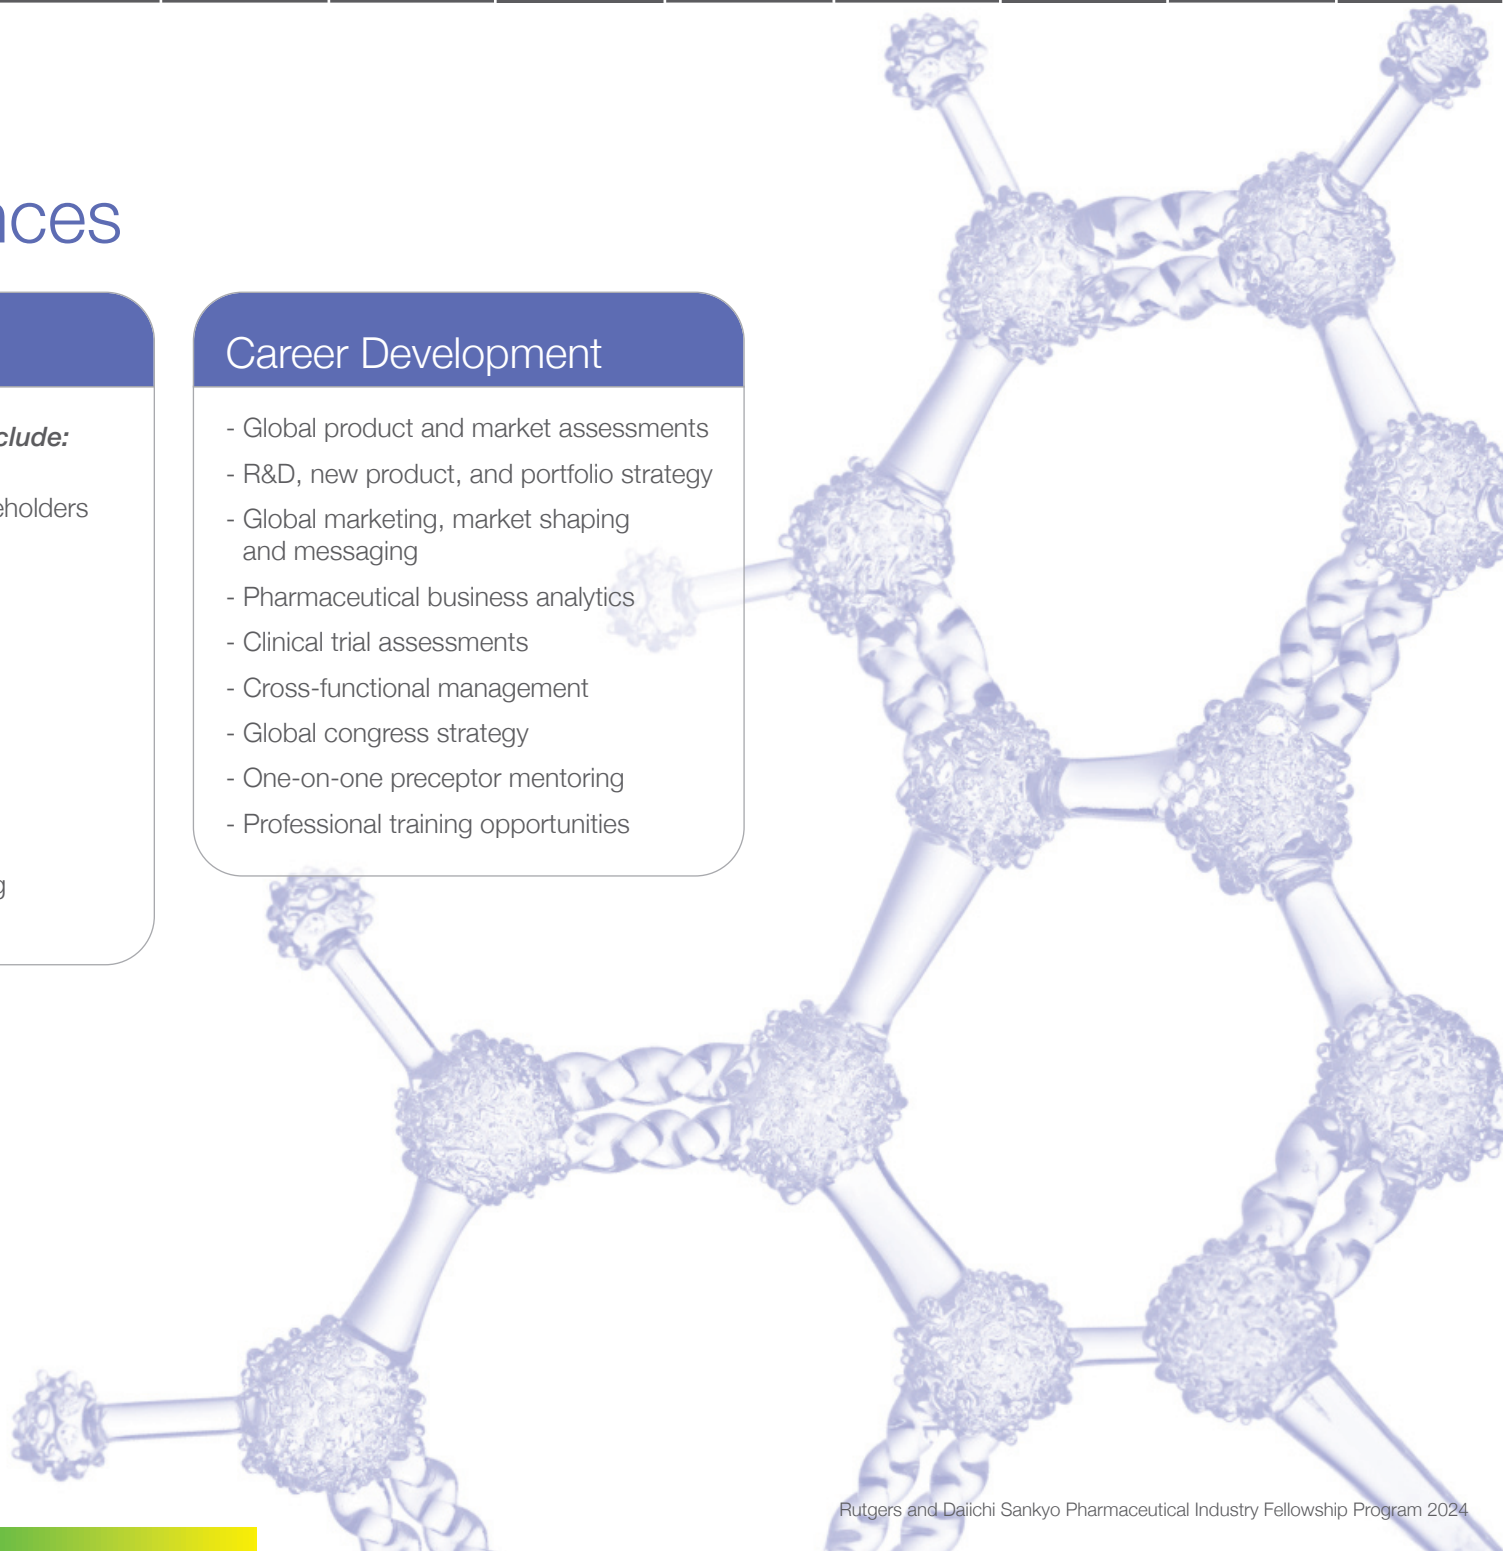 nces
clude:
eholders
g
Career Development
- Global product and market assessments
- R&D, new product, and portfolio strategy
- Global marketing, market shaping
and messaging
- Pharmaceutical business analytics
- Clinical trial assessments
- Cross-functional management
- Global congress strategy
- One-on-one preceptor mentoring
- Professional training opportunities
Rutgers and Daiichi Sankyo Pharmaceutical Industry Fellowship Program 2024